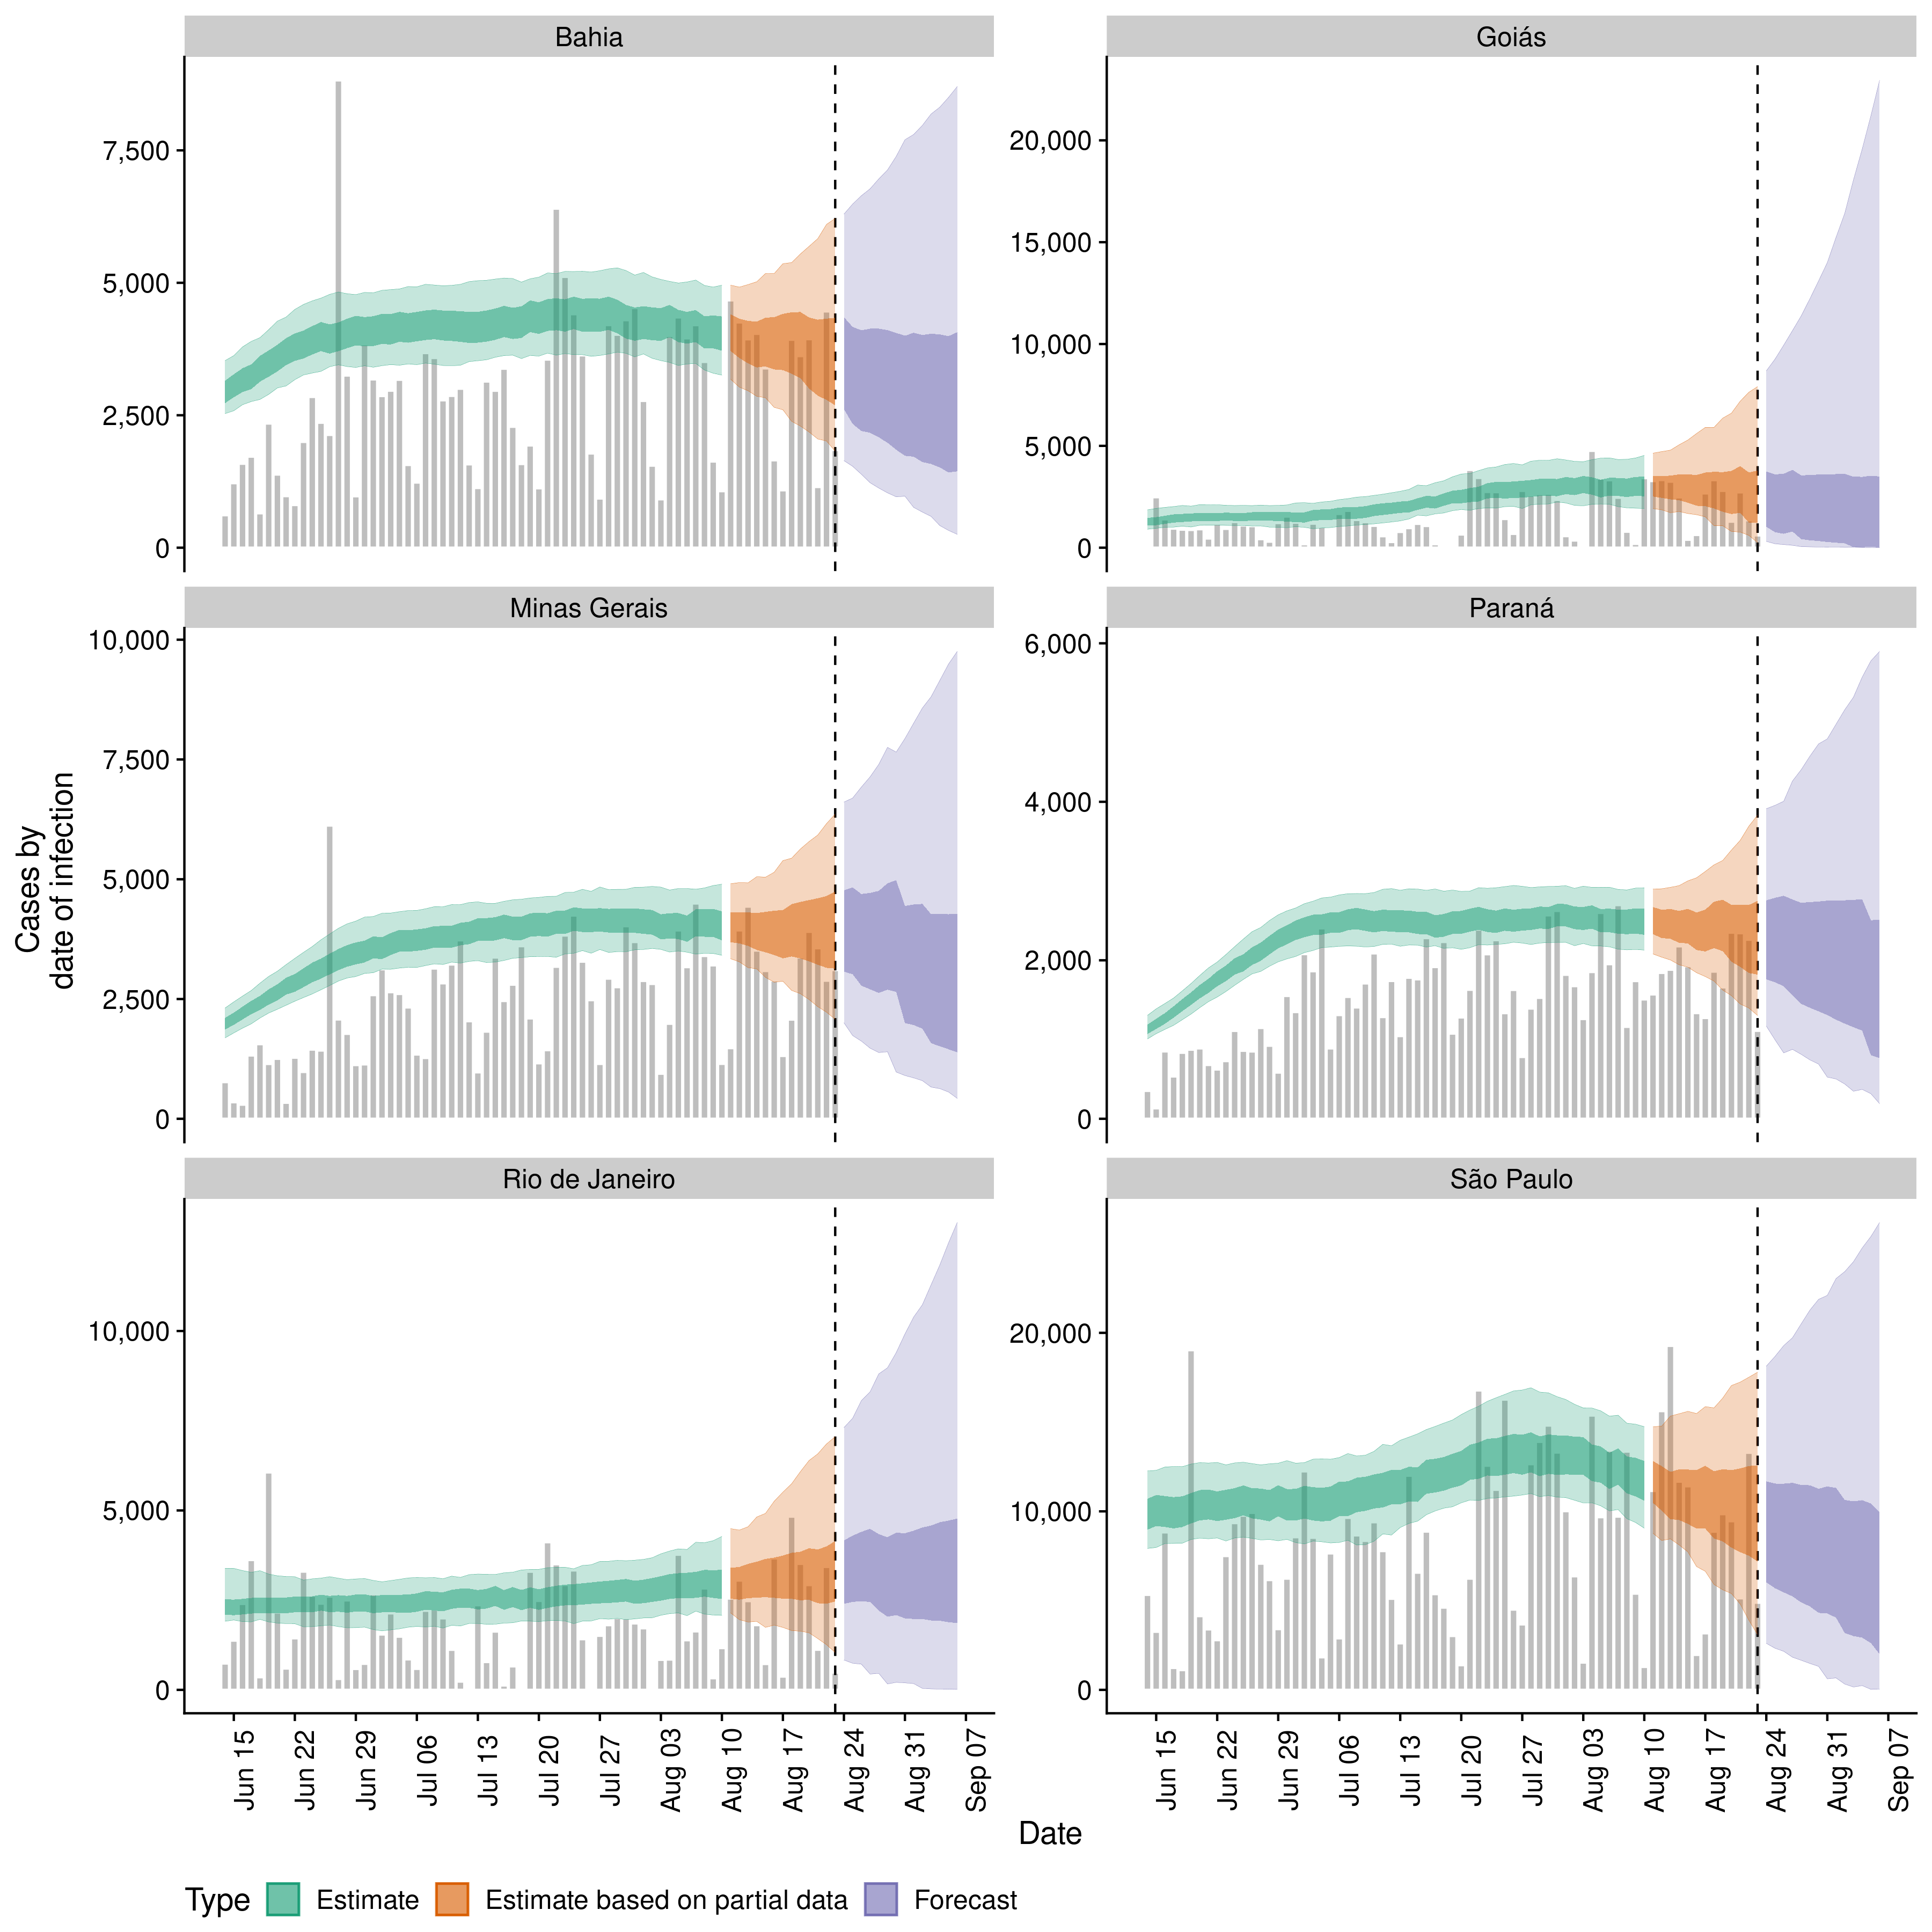 Bahia
Goiás
7,500
5,000
2,500
0
20,000
15,000
10,000
5,000
0
Minas Gerais
Paraná
10,000
7,500
5,000
2,500
0
6,000
4,000
2,000
0
Cases by
date of infection
Rio de Janeiro
São Paulo
10,000
5,000
0
20,000
10,000
0
Jun 15
Jun 22
Jun 29
Jul 06
Jul 13
Jul 20
Jul 27
Aug 03
Aug 10
Aug 17
Aug 24
Aug 31
Sep 07
Jun 15
Jun 22
Jun 29
Jul 06
Jul 13
Jul 20
Jul 27
Aug 03
Aug 10
Aug 17
Aug 24
Aug 31
Sep 07
Date
Type Estimate Estimate based on partial data Forecast